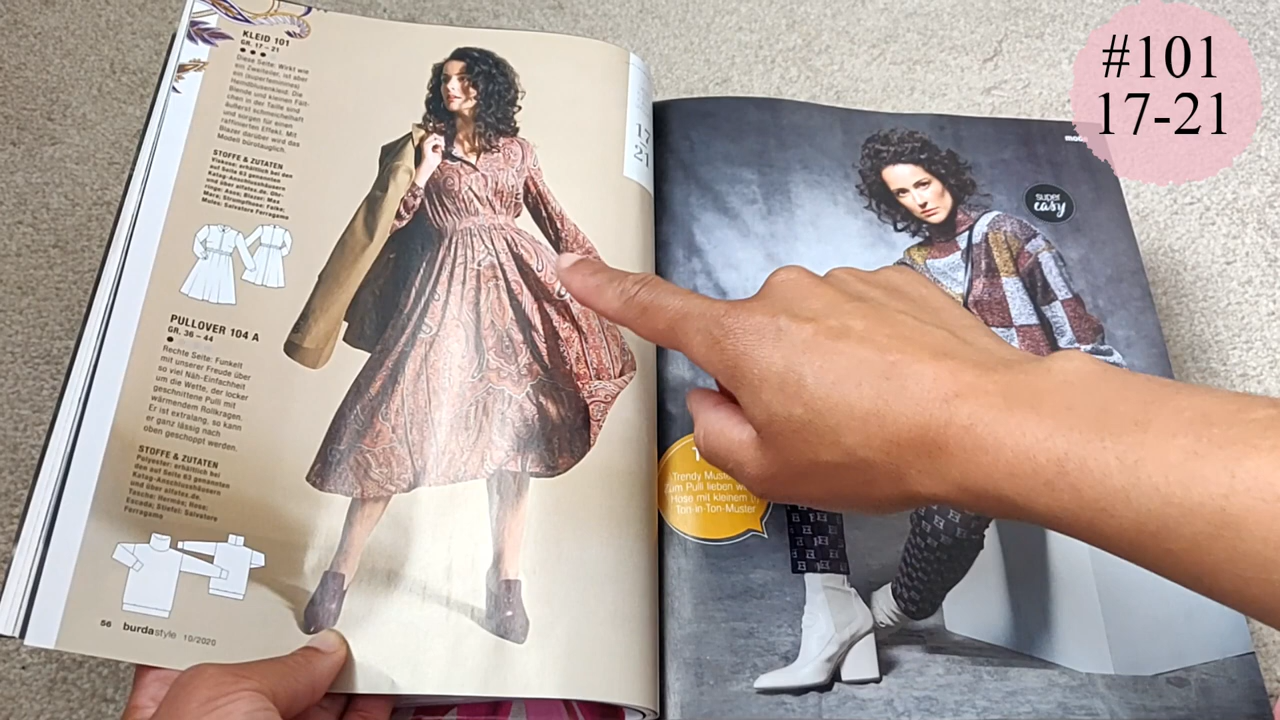 KLEID 101
GR. 17 – 21
Diese Seite: Wirkt wie
ein Zweiteiler, ist aber
ein (superfeminines)
Hemdblusenkleid. Die
Blende und kleinen Fält-
chen in der Taille sind
äußerst schmeichelhaft
und sorgen für einen
raffinierten Effekt. Mit
Blazer darüber wird das
Modell bürotauglich.
STOFFE & ZUTATEN
Viskose: erhältlich bei den
auf Seite 63 genannten
Katag-Anschlusshäusern
und über alfatex.de. Ohr-
ringe: Asos; Blazer: Max
Mara; Strumpfhose: Falke;
Mules: Salvatore Ferragamo
PULLOVER 104 A
GR. 36 – 44
Rechte Seite: Funkelt
mit unserer Freude über
so viel Näh-Einfachheit
um die Wette, der locker
geschnittene Pulli mit
wärmendem Rollkragen.
Er ist extralang, so kann
er ganz lässig nach
oben geschoppt werden.
STOFFE & ZUTATEN
Polyester: erhältlich bei
den auf Seite 63 genannten
Katag-Anschlusshäusern
und über alfatex.de.
Tasche: Hermès; Hose:
Escada; Stiefel: Salvatore
Ferragamo
56 burdastyle 10/2020
17
21
super
easy
Trendy
zum Pulli lieben
Hose mit kleinem
Ton-in-Ton-Muster
#101
17-21